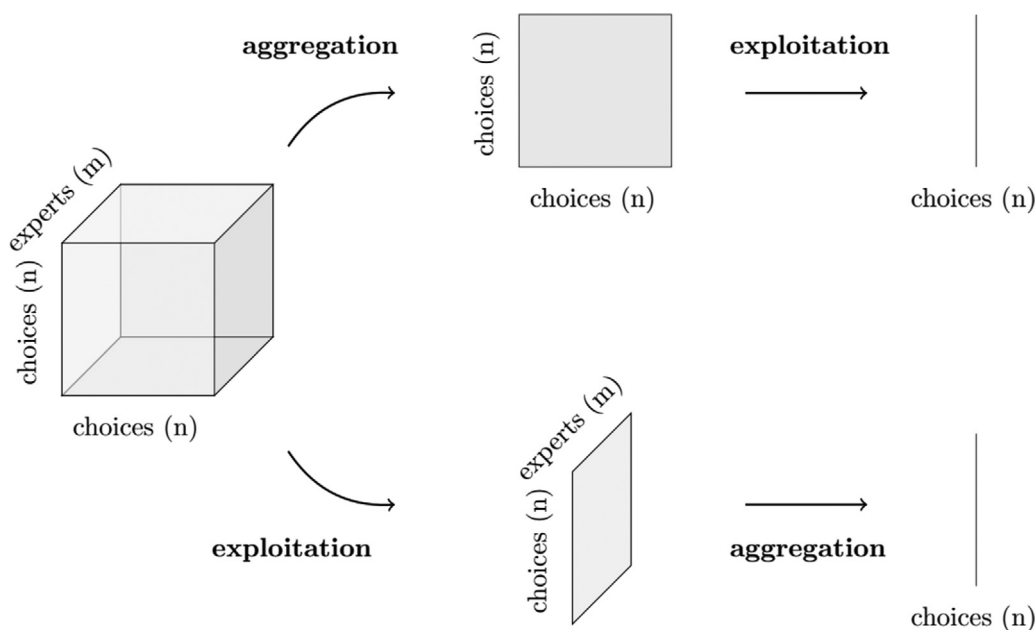 aggregation
exploitation
choices (n)
choices (n)
choices (n)
experts (m)
choices (n)
choices (n)
experts (m)
choices (n)
exploitation
aggregation
choices (n)